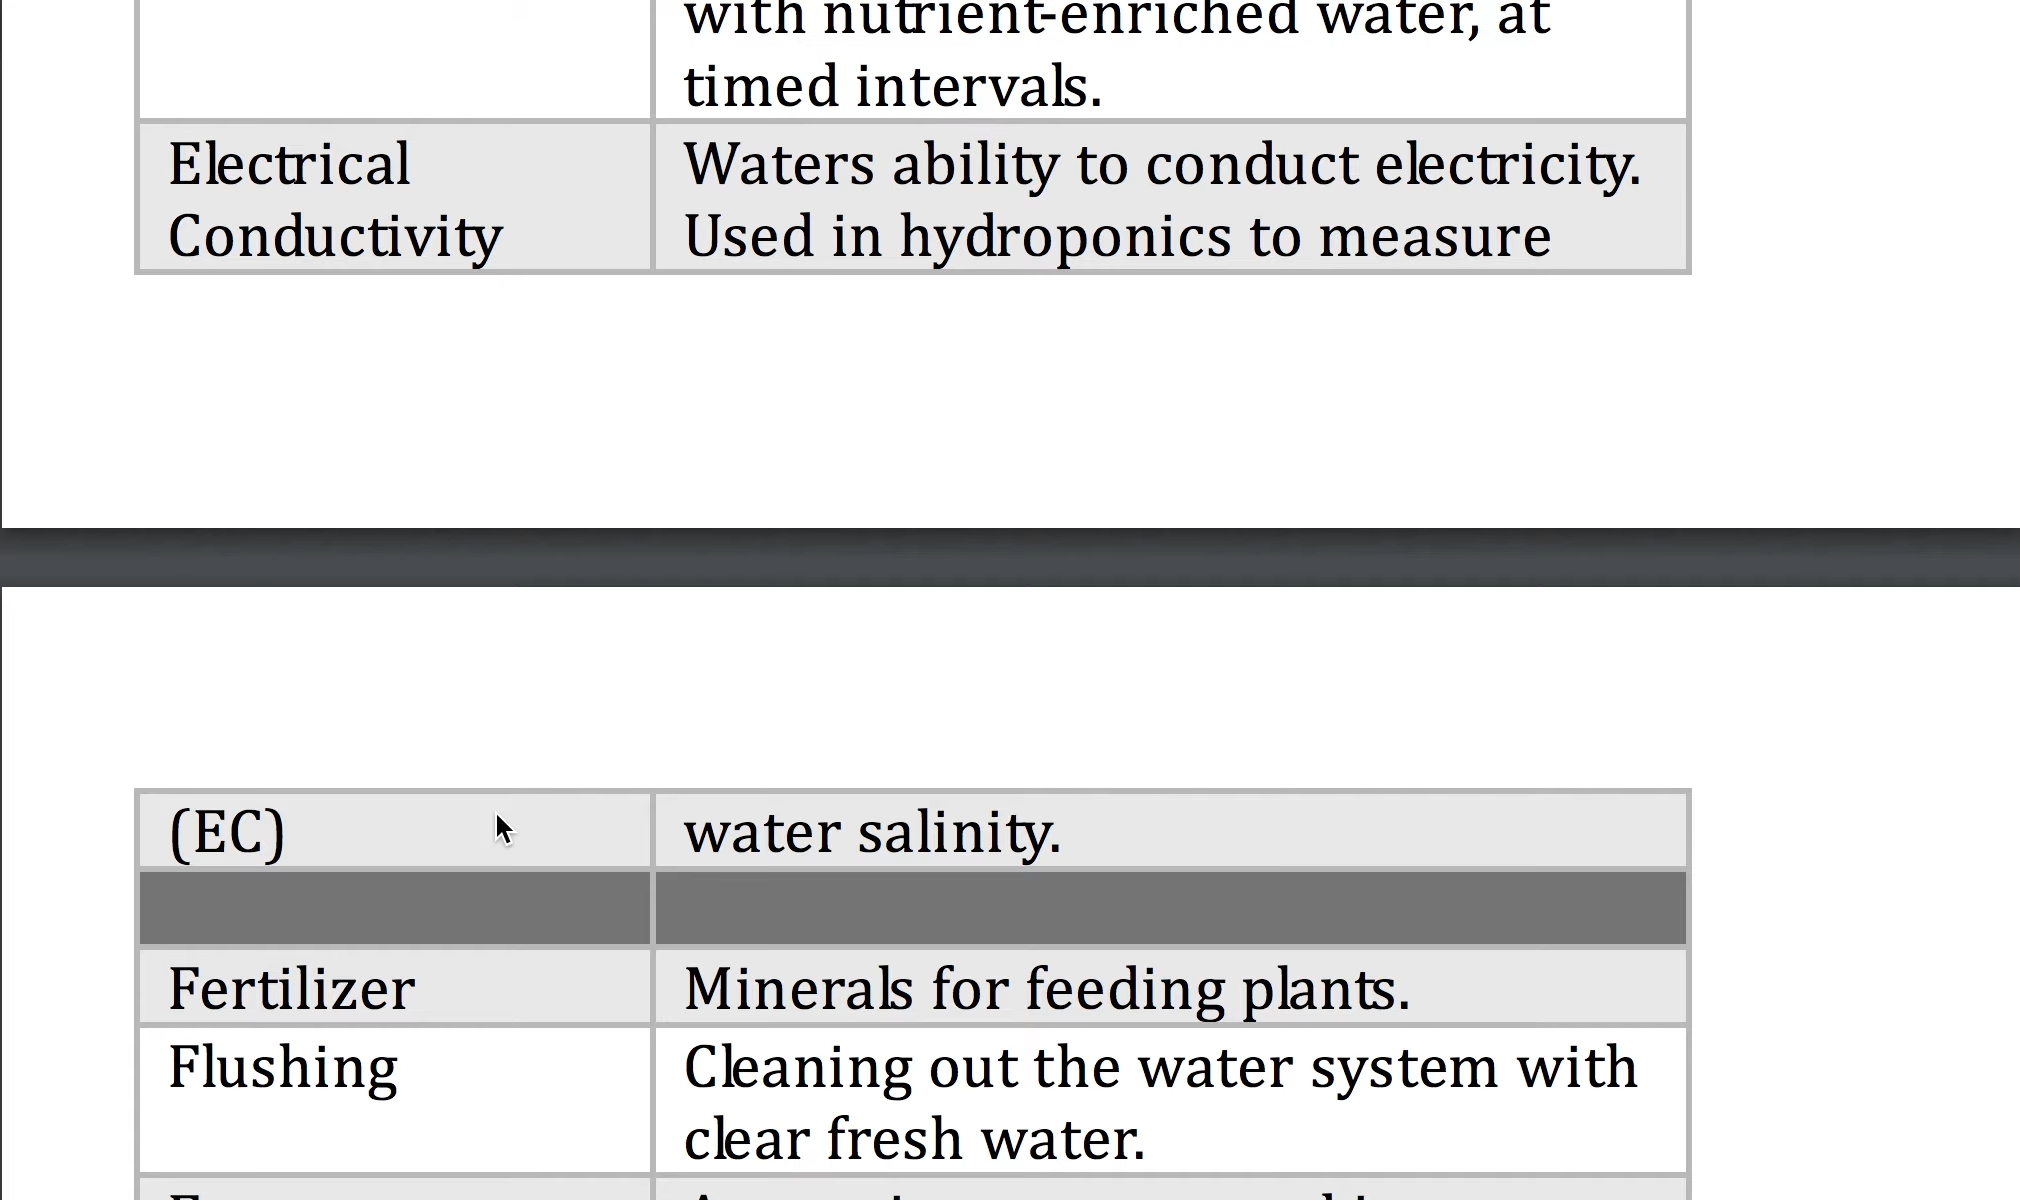 with nutrient-enriched water, at
timed intervals.
Electrical
Conductivity
Waters ability to conduct electricity.
Used in hydroponics to measure
(EC)
water salinity.
Fertilizer
Minerals for feeding plants.
Flushing
Cleaning out the water system with
clear fresh water.